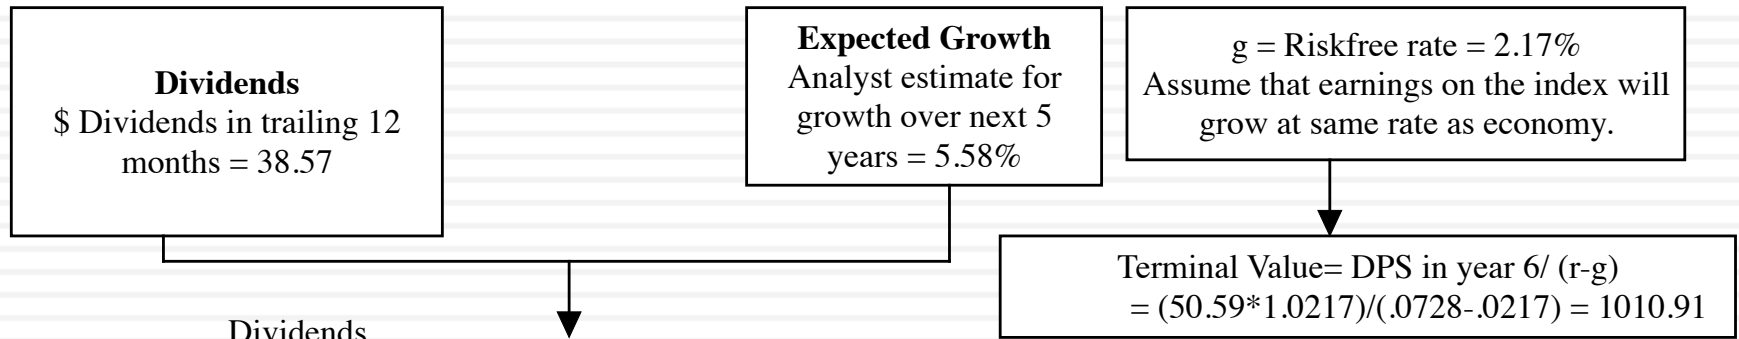 Dividends
$ Dividends in trailing 12
months = 38.57
Expected Growth
Analyst estimate for
growth over next 5
years = 5.58%
g = Riskfree rate = 2.17%
Assume that earnings on the index will
grow at same rate as economy.
Terminal Value= DPS in year 6/ (r-g)
= (50.59*1.0217)/(.0728-.0217) = 1010.91
Dividends